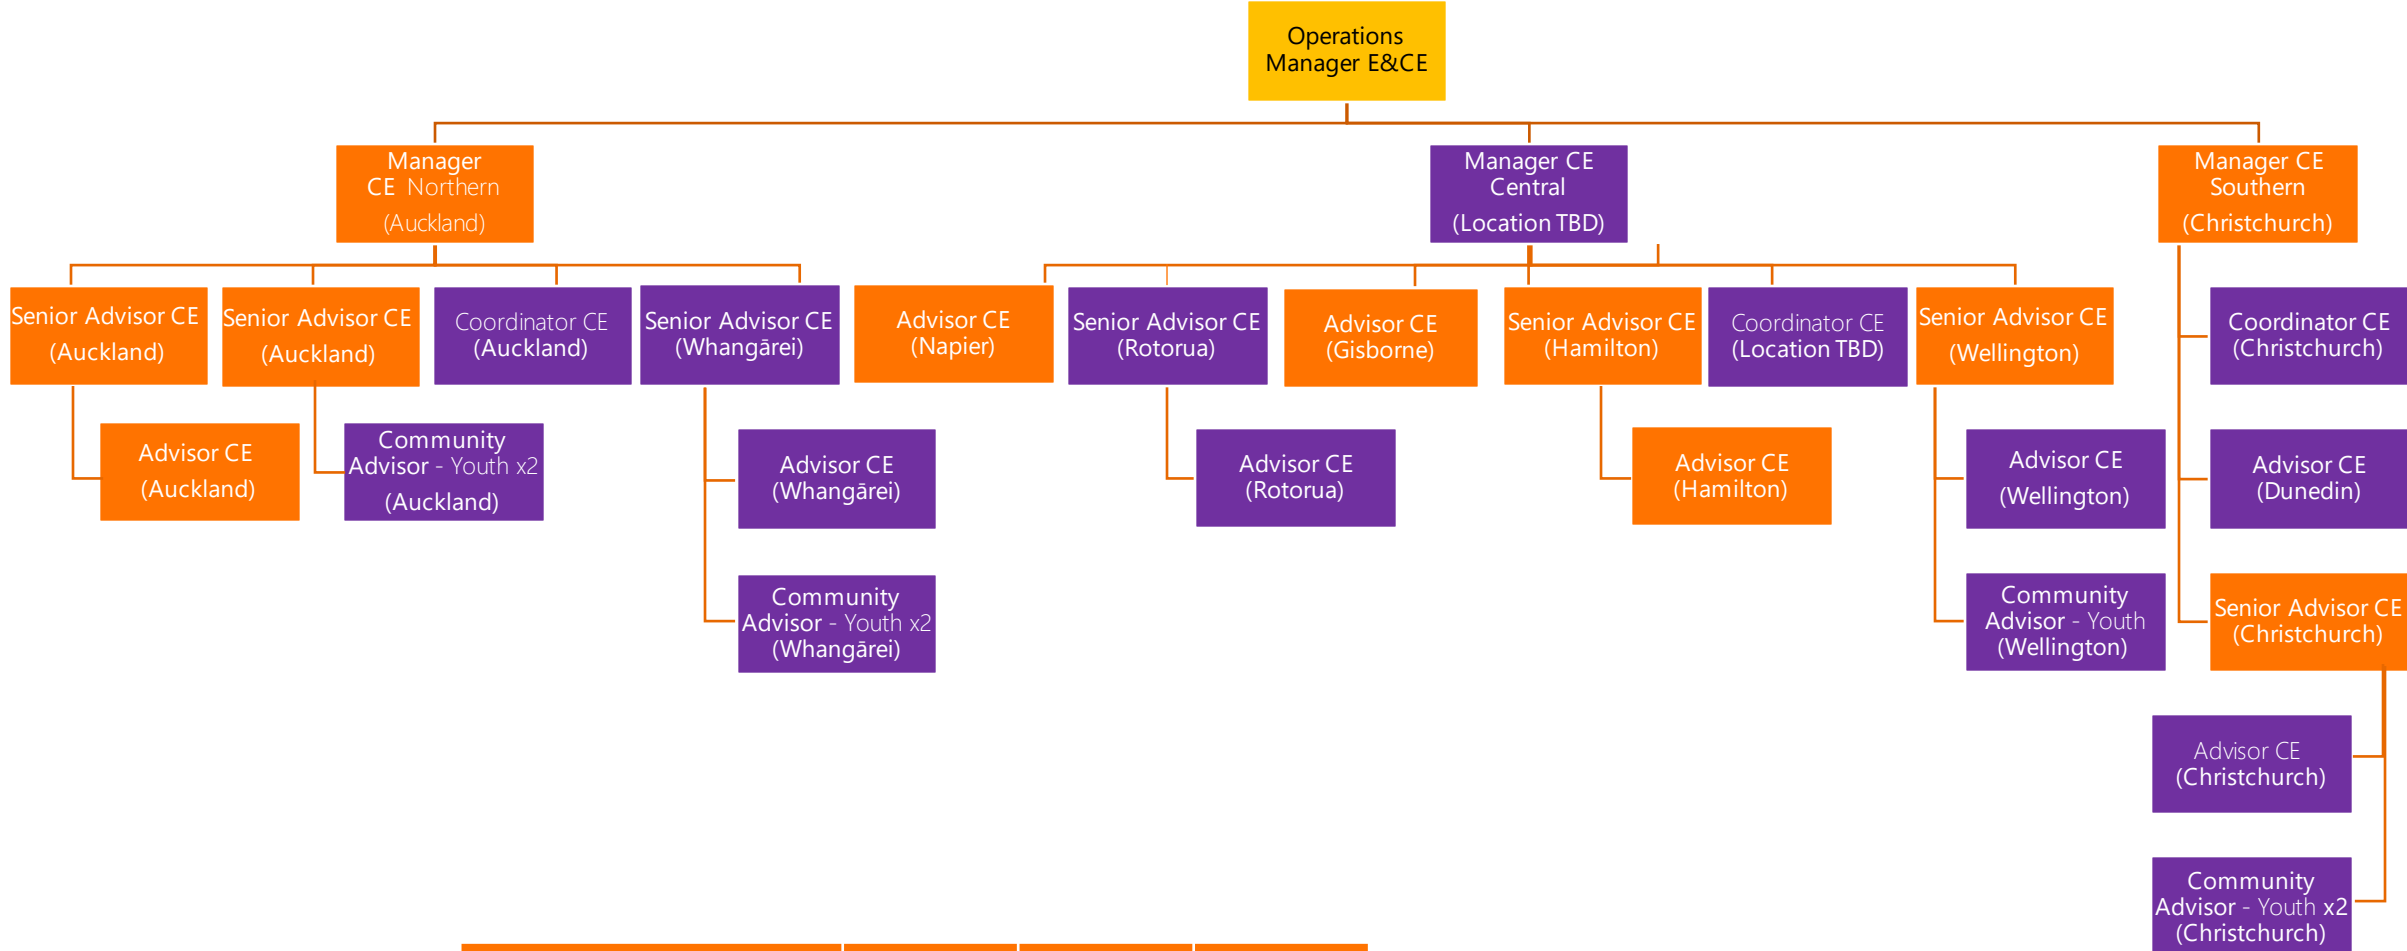 Operations
Manager E&CE
Manager
CE Northern
(Auckland)
Manager CE
Central
(Location TBD)
Manager CE
Southern
(Christchurch)
Senior Advisor CE
(Auckland)
Senior Advisor CE
(Auckland)
Coordinator CE
(Auckland)
Senior Advisor CE
(Whangārei)
Advisor CE
(Napier)
Senior Advisor CE
(Rotorua)
Advisor CE
(Gisborne)
Senior Advisor CE
(Hamilton)
Coordinator CE
(Location TBD)
Senior Advisor CE
(Wellington)
Coordinator CE
(Christchurch)
Advisor CE
(Auckland)
Community
Advisor - Youth x2
(Auckland)
Advisor CE
(Whangārei)
Advisor CE
(Rotorua)
Advisor CE
(Hamilton)
Advisor CE
(Wellington)
Advisor CE
(Dunedin)
Community
Advisor - Youth x2
(Whangārei)
Community
Advisor - Youth
(Wellington)
Senior Advisor CE
(Christchurch)
Advisor CE
(Christchurch)
Community
Advisor - Youth x2
(Christchurch)